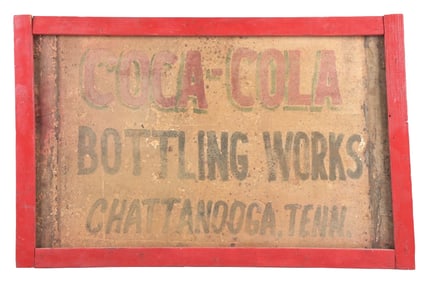 COCA-COLA
BOTTLING WORKS
CHATTANOOGA, TENN.